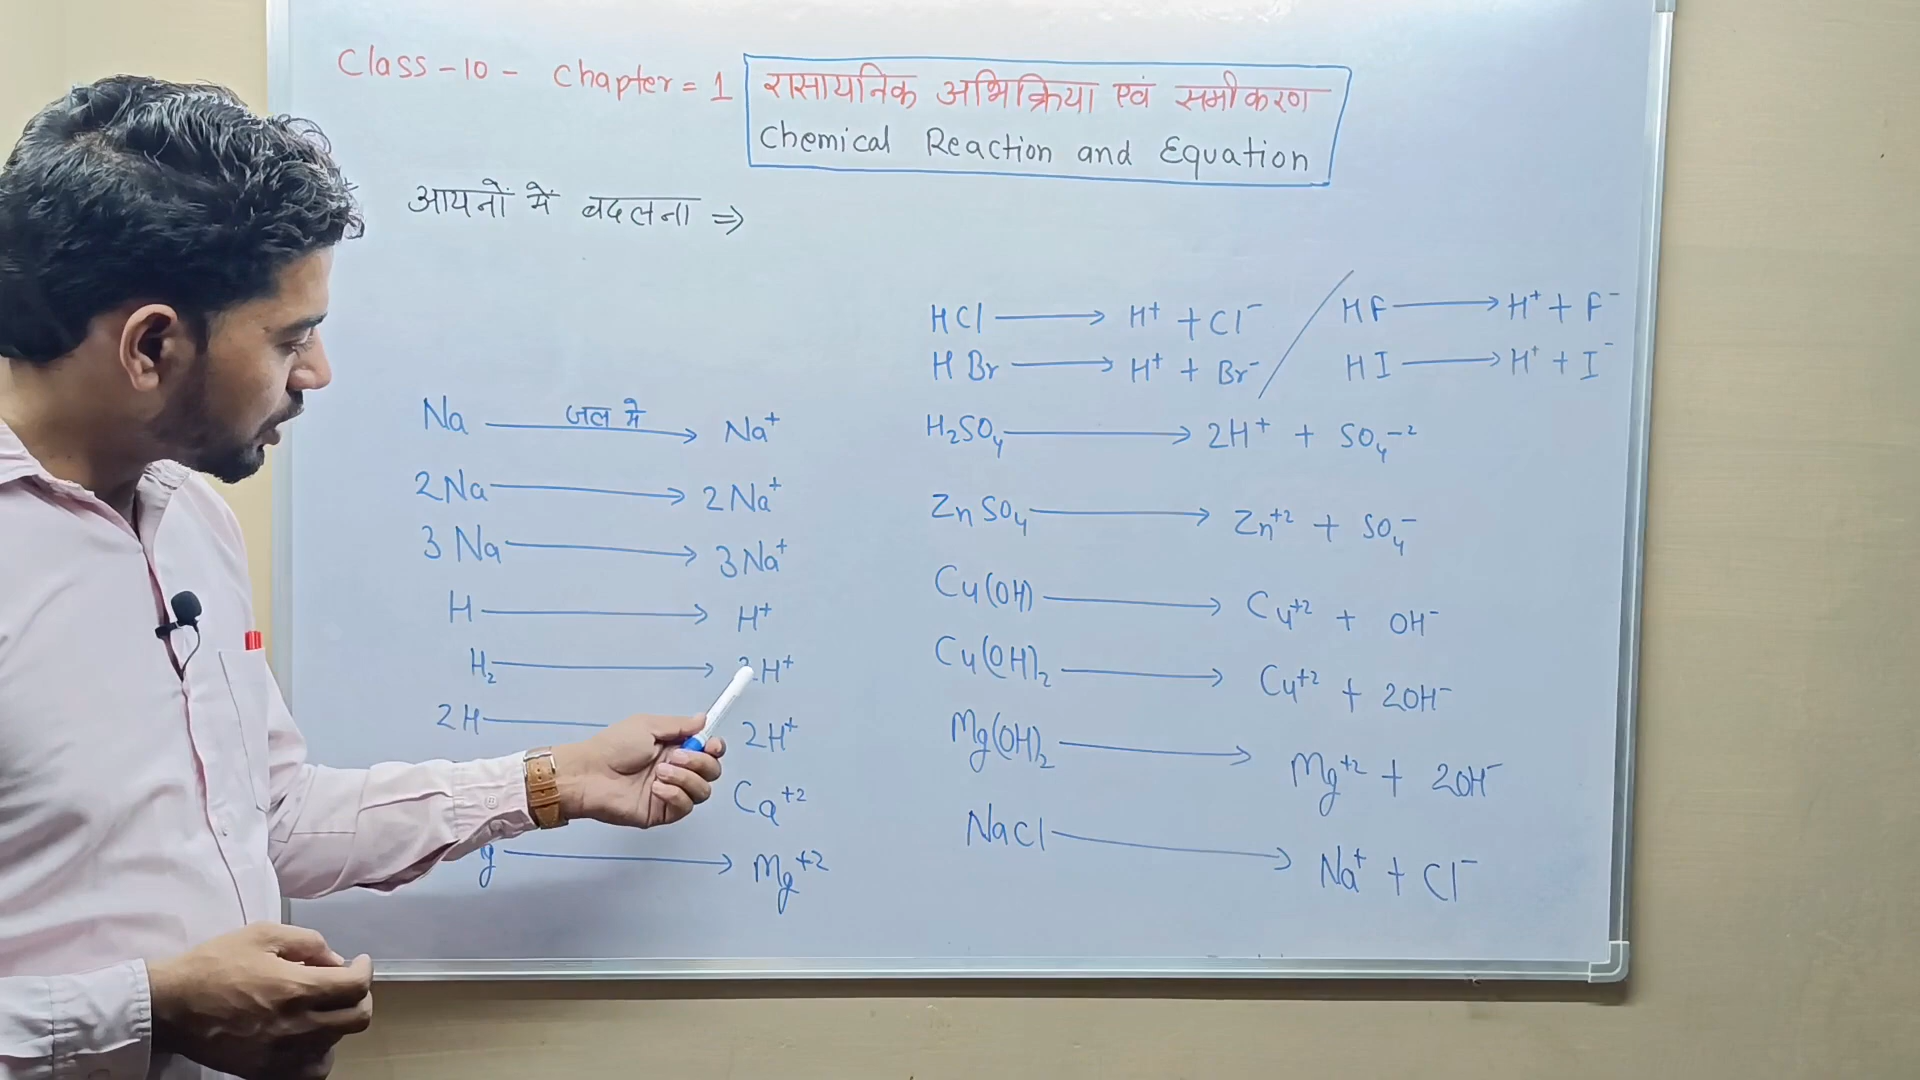 Class-10 - Chapter = 1 रासायनिक अभिक्रिया एवं समीकरण
Chemical Reaction and Equation
आयनों में बदलना ⇒
Na → जल में Na⁺
2Na → 2Na⁺
3Na → 3Na⁺
H → H⁺
H₂ → 2H⁺
2H → 2H⁺
Ca⁺²
g → Mg⁺²
HCl → H⁺ + Cl⁻ / HF → H⁺ + F⁻
HBr → H⁺ + Br⁻ / HI → H⁺ + I⁻
H₂SO₄ → 2H⁺ + SO₄⁻²
ZnSO₄ → Zn⁺² + SO₄⁻
Cu(OH) → Cu⁺² + OH⁻
Cu(OH)₂ → Cu⁺² + 2OH⁻
Mg(OH)₂ → Mg⁺² + 2OH⁻
NaCl → Na⁺ + Cl⁻